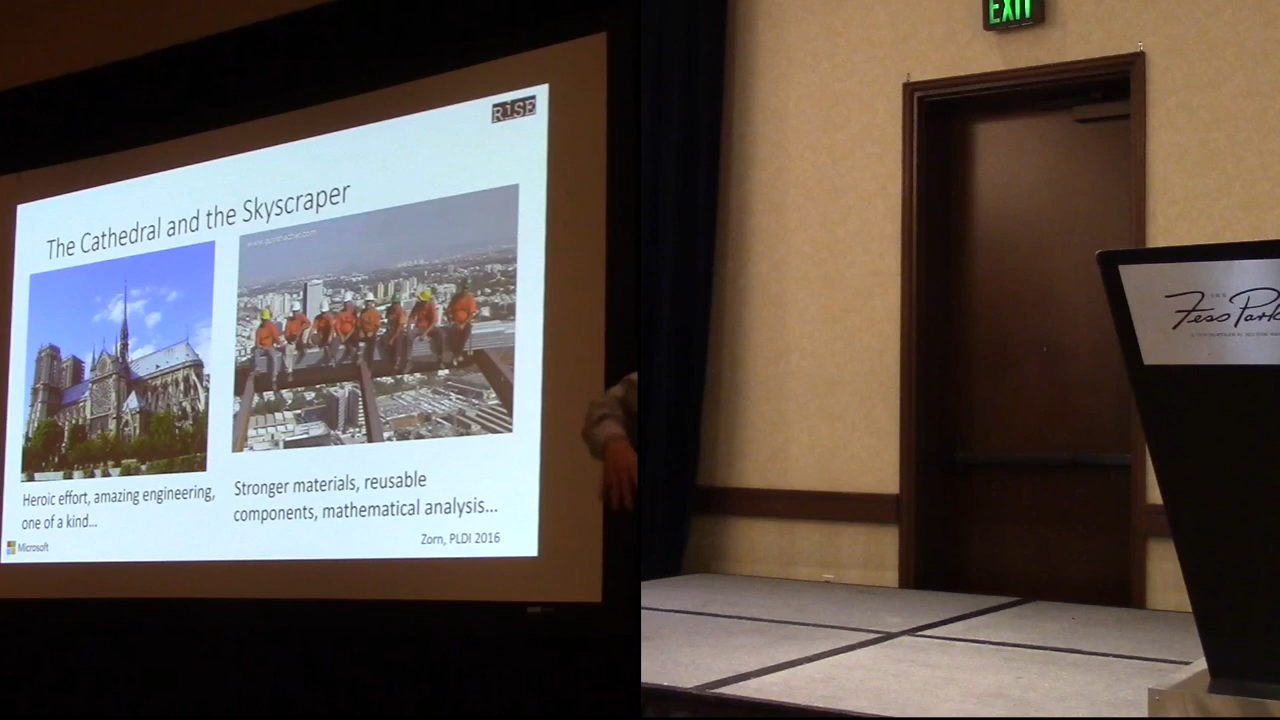 RiSE
The Cathedral and the Skyscraper
Heroic effort, amazing engineering,
one of a kind...
Stronger materials, reusable
components, mathematical analysis...
Zorn, PLDI 2016
Microsoft
EXIT
Fess Park